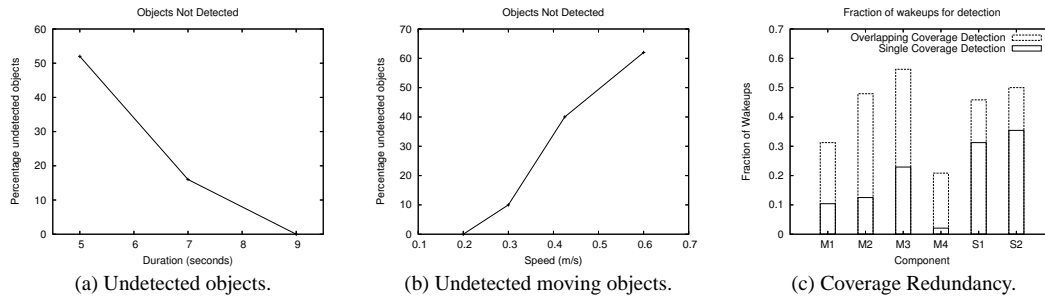 Objects Not Detected
Percentage undetected objects
60
50
40
30
20
10
0
5
6
7
8
9
Duration (seconds)
(a) Undetected objects.
Objects Not Detected
Percentage undetected objects
70
60
50
40
30
20
10
0
0.1
0.2
0.3
0.4
0.5
0.6
0.7
Speed (m/s)
(b) Undetected moving objects.
Fraction of wakeups for detection
Overlapping Coverage Detection
Single Coverage Detection
Fraction of Wakeups
0.7
0.6
0.5
0.4
0.3
0.2
0.1
0
M1
M2
M3
M4
S1
S2
Component
(c) Coverage Redundancy.